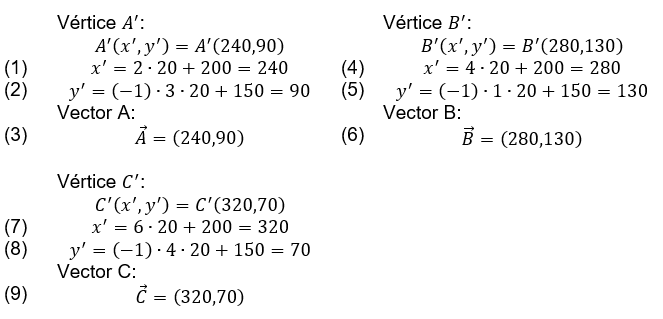 Vértice A′:
A′(x′, y′) = A′(240,90)
(1) x′ = 2 · 20 + 200 = 240
(2) y′ = (−1) · 3 · 20 + 150 = 90
Vector A:
(3) A⃗ = (240,90)
Vértice B′:
B′(x′, y′) = B′(280,130)
(4) x′ = 4 · 20 + 200 = 280
(5) y′ = (−1) · 1 · 20 + 150 = 130
Vector B:
(6) B⃗ = (280,130)
Vértice C′:
C′(x′, y′) = C′(320,70)
(7) x′ = 6 · 20 + 200 = 320
(8) y′ = (−1) · 4 · 20 + 150 = 70
Vector C:
(9) C⃗ = (320,70)